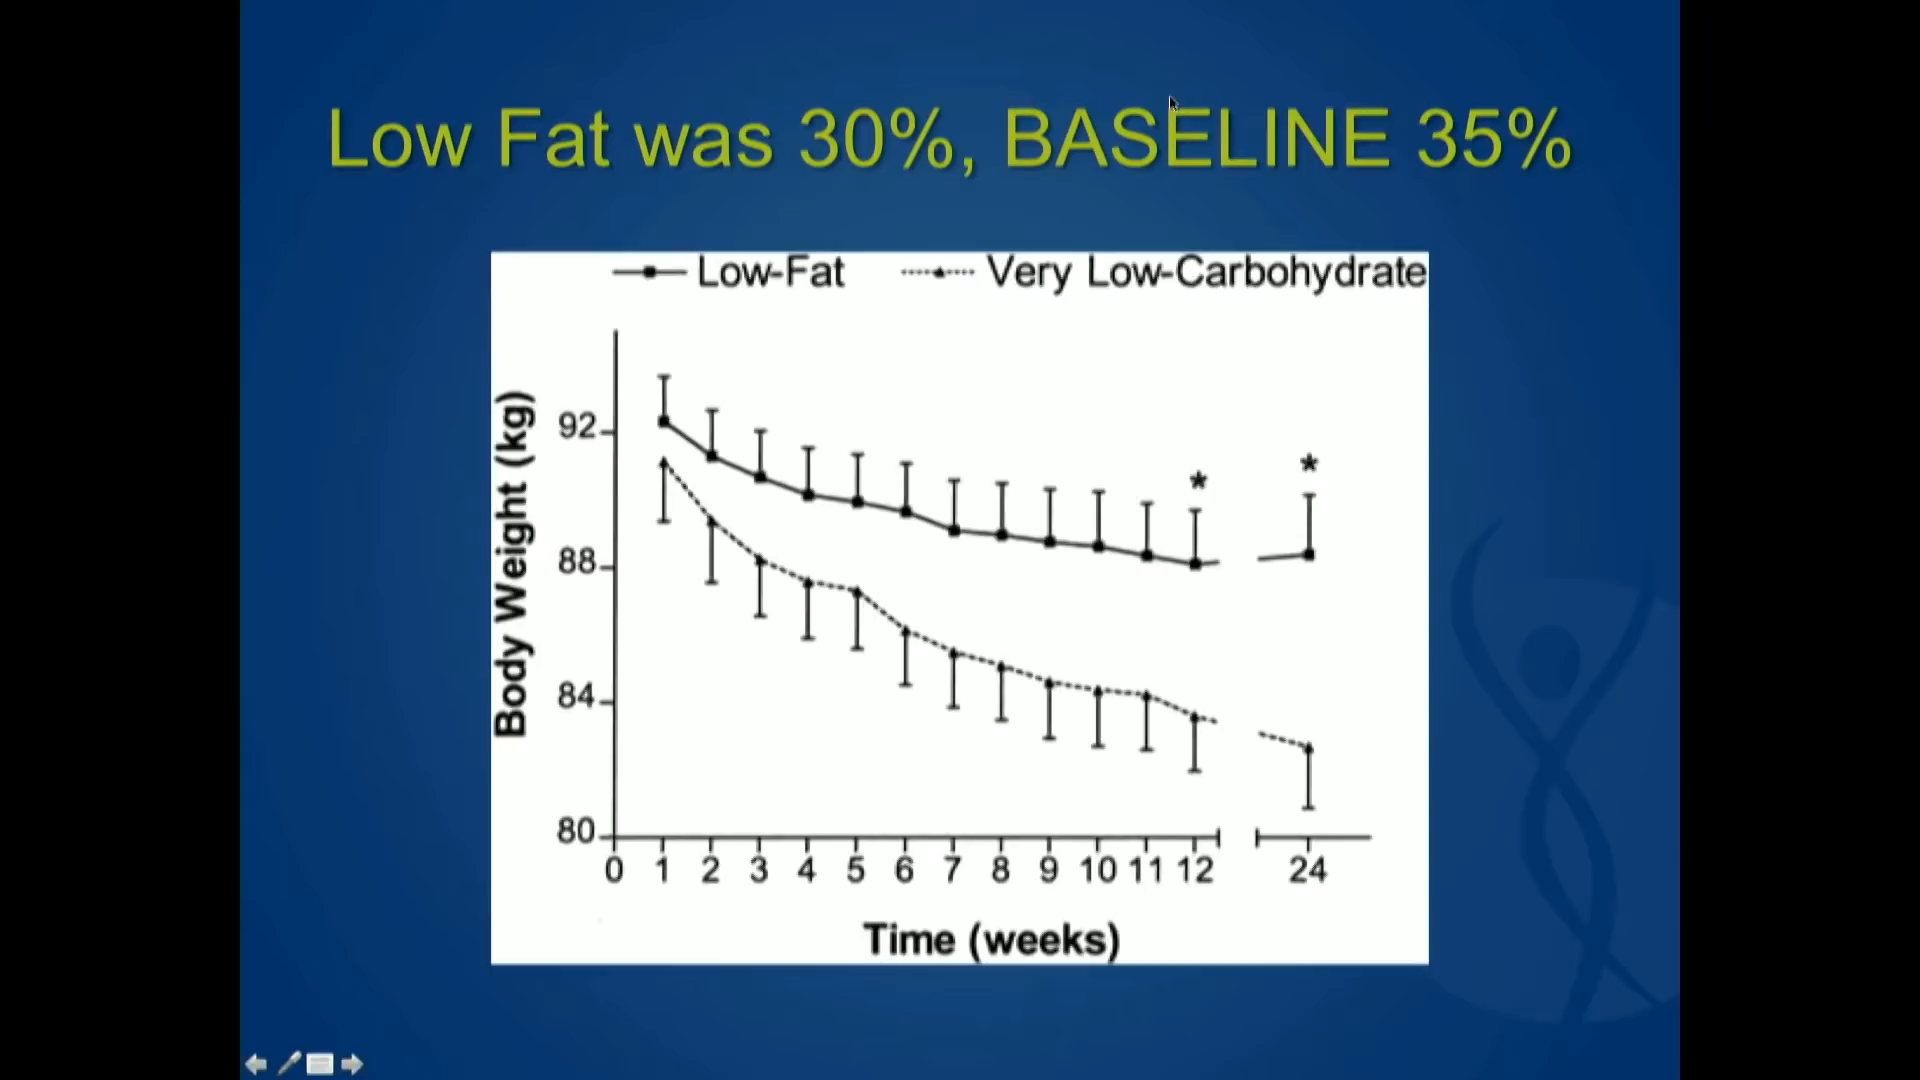 Low Fat was 30%, BASELINE 35%
Low-Fat Very Low-Carbohydrate
Body Weight (kg)
92
88
84
80
* *
0 1 2 3 4 5 6 7 8 9 10 11 12 24
Time (weeks)